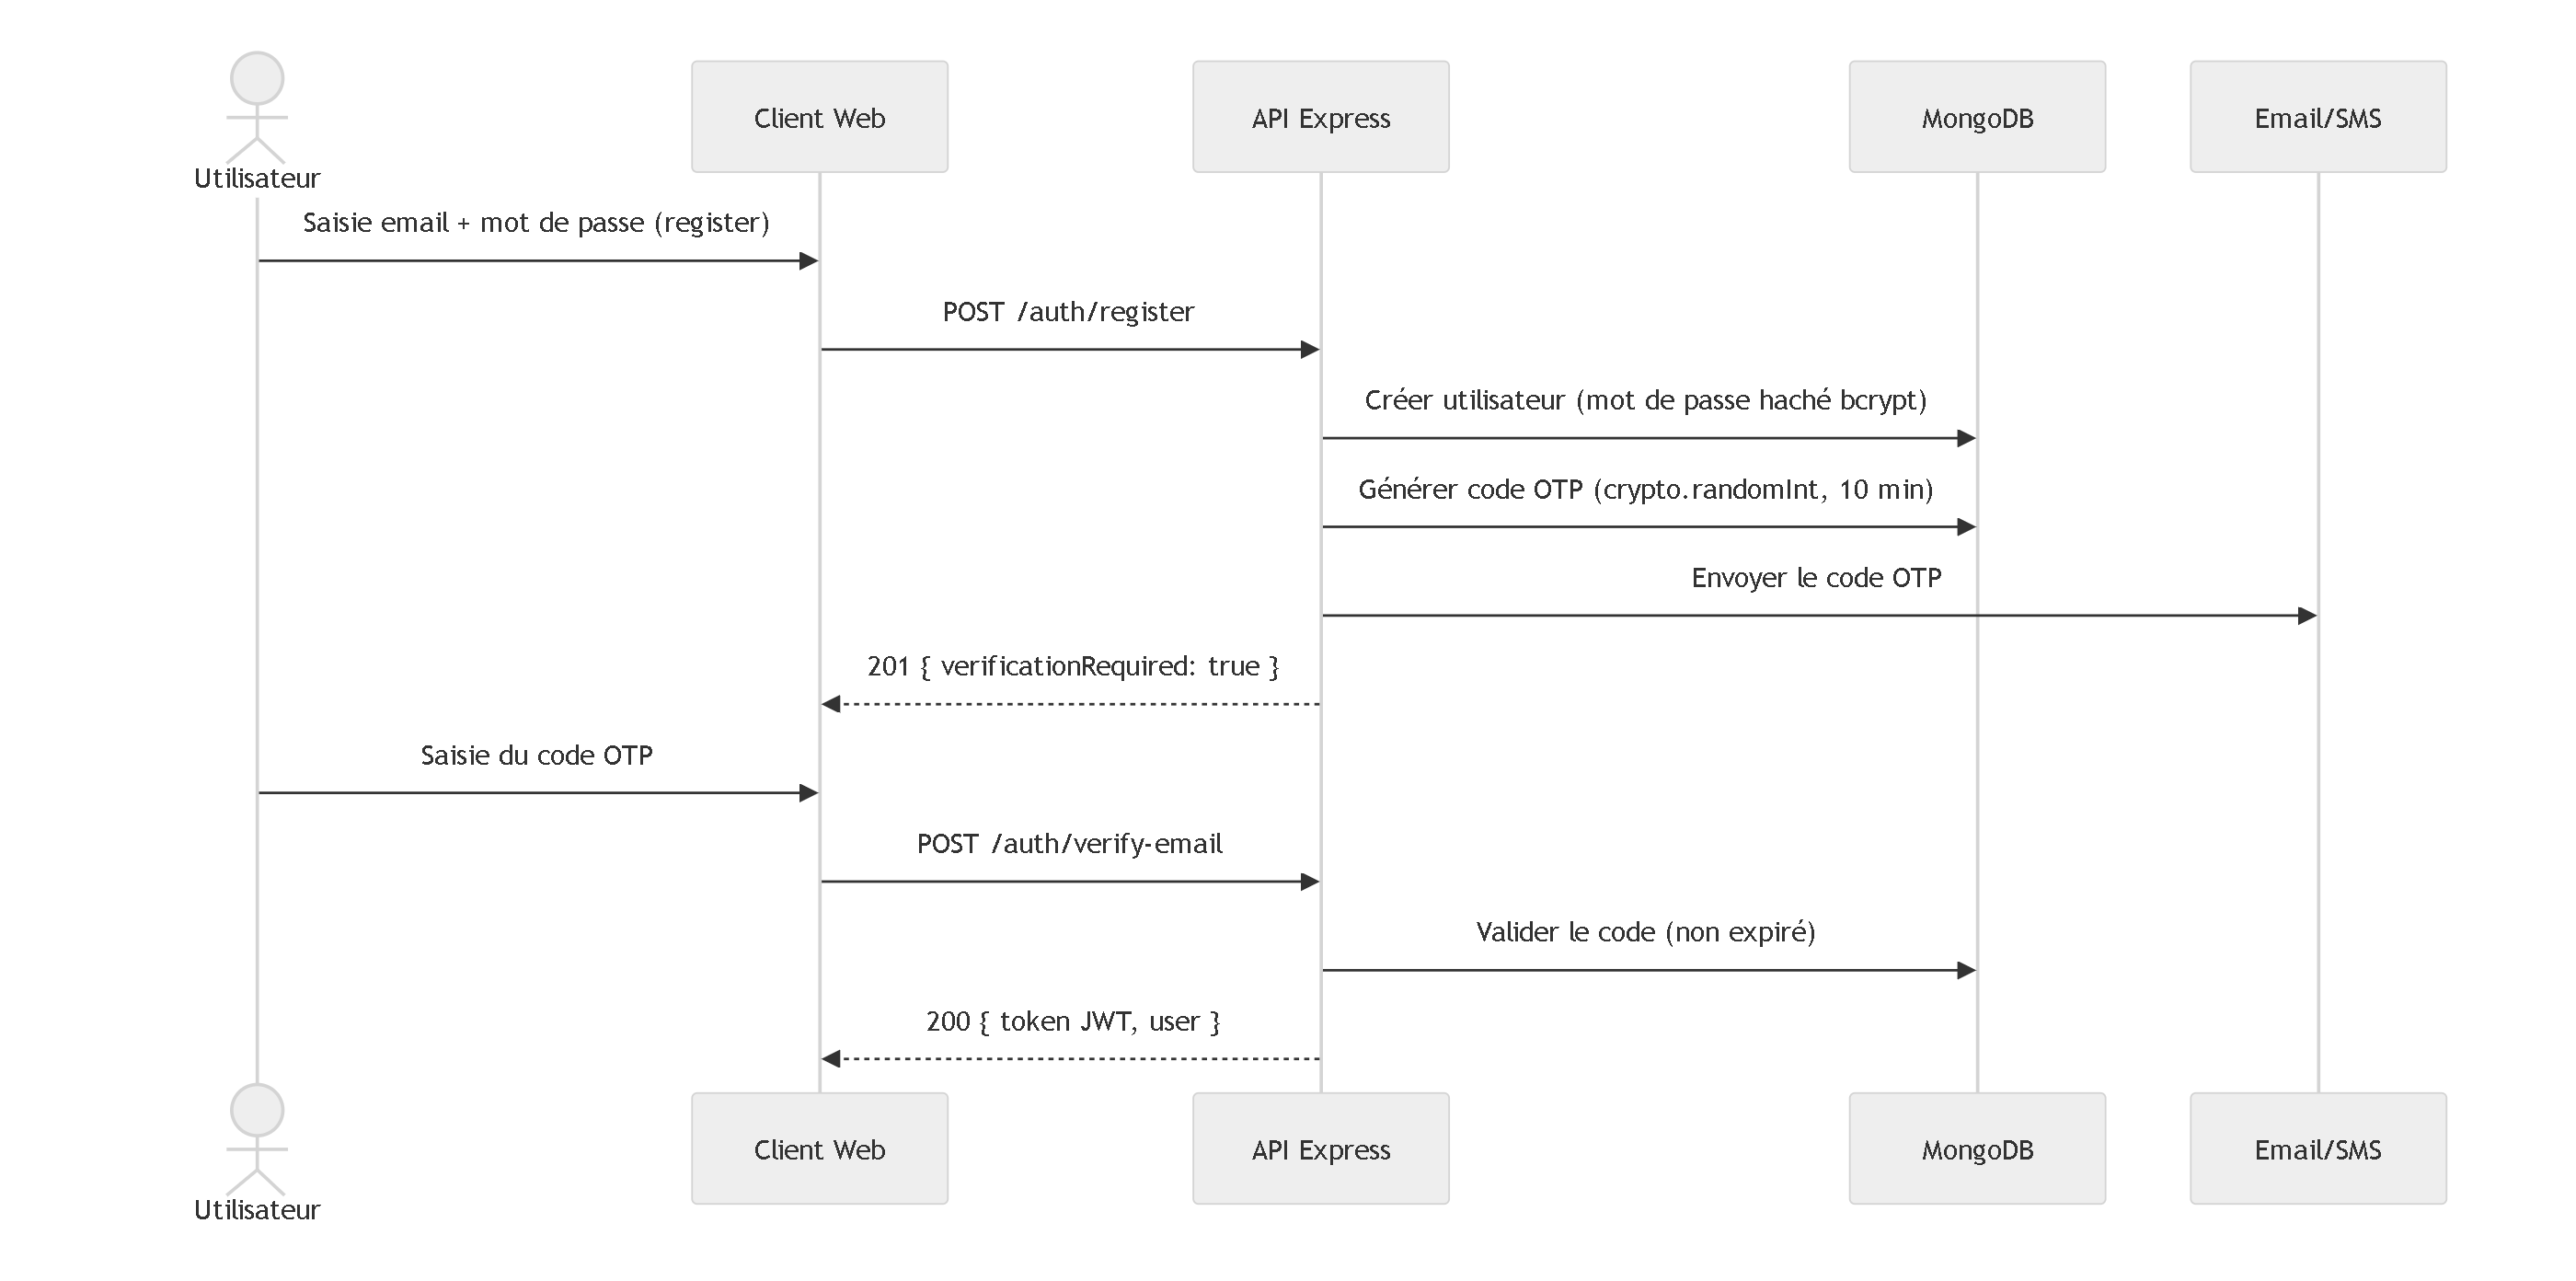 Client Web
API Express
MongoDB
Email/SMS
Utilisateur
Saisie email + mot de passe (register)
POST /auth/register
Créer utilisateur (mot de passe haché bcrypt)
Générer code OTP (crypto.randomInt, 10 min)
Envoyer le code OTP
201 { verificationRequired: true }
Saisie du code OTP
POST /auth/verify-email
Valider le code (non expiré)
200 { token JWT, user }
Client Web
API Express
MongoDB
Email/SMS
Utilisateur